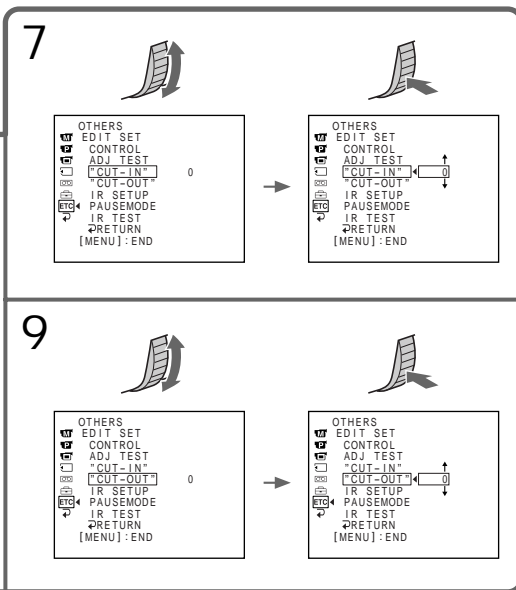 7
OTHERS
EDIT SET
CONTROL
ADJ TEST
"CUT-IN" 0
"CUT-OUT"
IR SETUP
ETC PAUSEMODE
IR TEST
RETURN
[MENU]:END
OTHERS
EDIT SET
CONTROL
ADJ TEST
"CUT-IN" 0
"CUT-OUT"
IR SETUP
ETC PAUSEMODE
IR TEST
RETURN
[MENU]:END
9
OTHERS
EDIT SET
CONTROL
ADJ TEST
"CUT-IN"
"CUT-OUT" 0
IR SETUP
ETC PAUSEMODE
IR TEST
RETURN
[MENU]:END
OTHERS
EDIT SET
CONTROL
ADJ TEST
"CUT-IN"
"CUT-OUT" 0
IR SETUP
ETC PAUSEMODE
IR TEST
RETURN
[MENU]:END